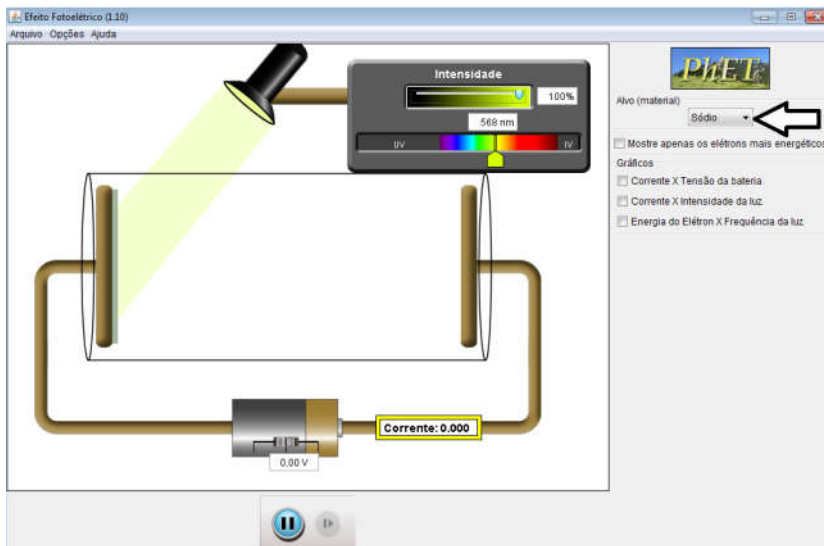 Efeito Fotoelétrico (1.10)
Arquivo Opções Ajuda
Intensidade
100%
568 nm
UV
IV
PhET
Alvo (material)
Sódio
Mostre apenas os elétrons mais energéticos
Gráficos
Corrente X Tensão da bateria
Corrente X Intensidade da luz
Energia do Elétron X Frequência da luz
Corrente: 0.000
0,00 V